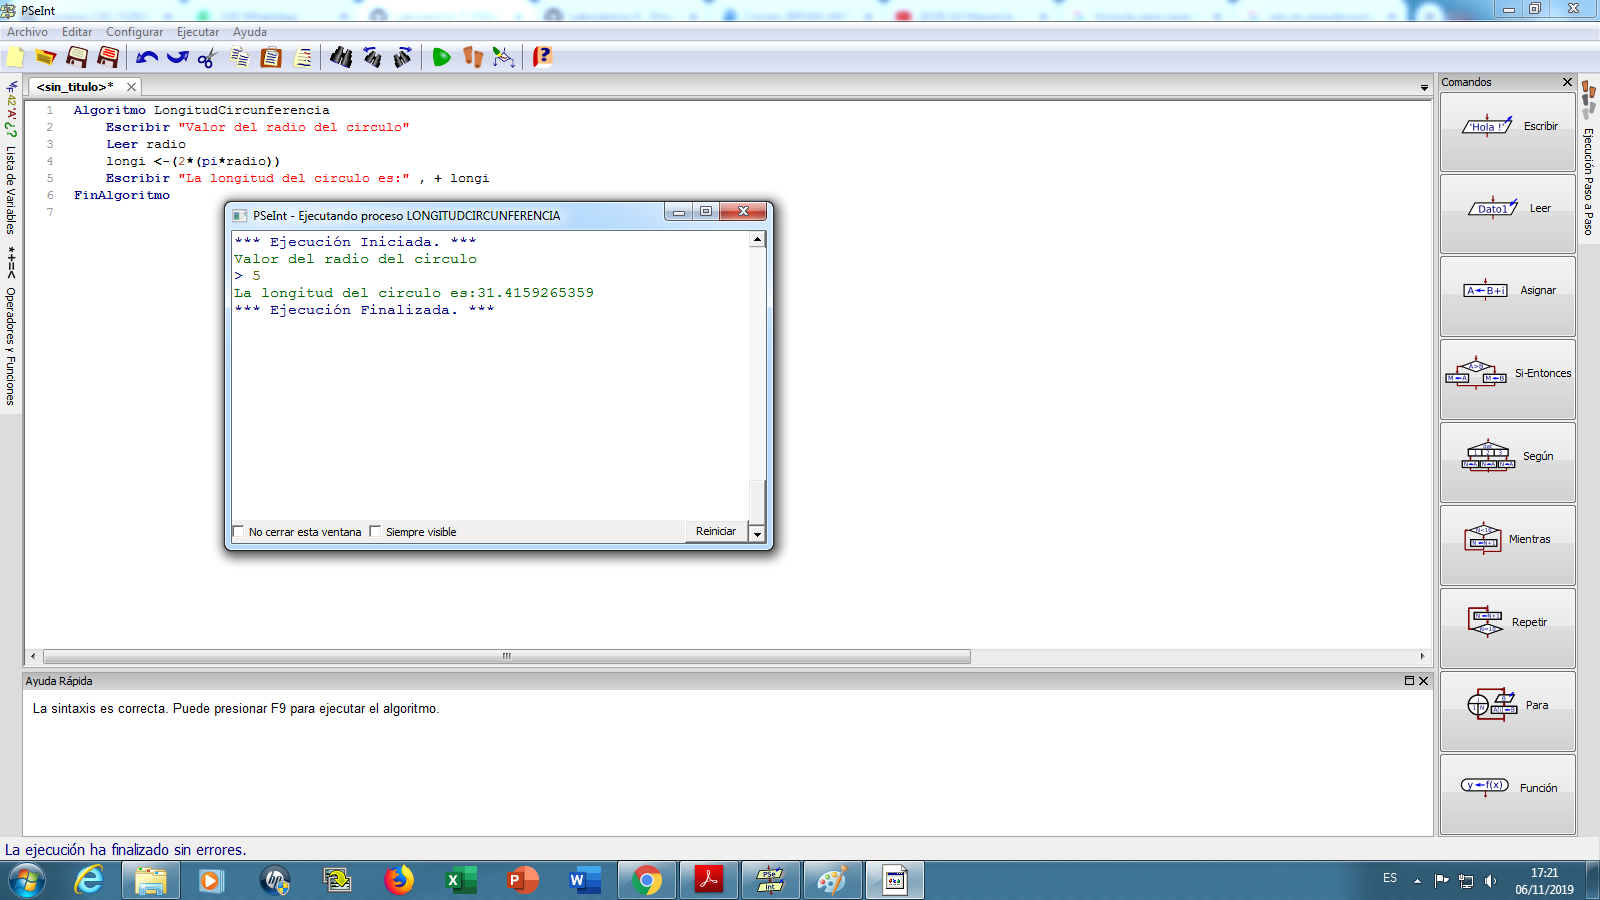 PSeInt
Archivo Editar Configurar Ejecutar Ayuda
<sin_titulo>*
1 Algoritmo LongitudCircunferencia
2 Escribir "Valor del radio del circulo"
3 Leer radio
4 longi <-(2*(pi*radio))
5 Escribir "La longitud del circulo es:" , + longi
6 FinAlgoritmo
7
PSeInt - Ejecutando proceso LONGITUDCIRCUNFERENCIA
*** Ejecución Iniciada. ***
Valor del radio del circulo
> 5
La longitud del circulo es:31.4159265359
*** Ejecución Finalizada. ***
No cerrar esta ventana
Siempre visible
Reiniciar
Lista de Variables
*+=<
Operadores y Funciones
Comandos
'Hola !' Escribir
Dato1 Leer
A←B+i Asignar
A>B M←A M←B Si-Entonces
1 2 3 Según
Mientras
Repetir
Para
y←f(x) Función
Ejecución Paso a Paso
Ayuda Rápida
La sintaxis es correcta. Puede presionar F9 para ejecutar el algoritmo.
La ejecución ha finalizado sin errores.
PSe
Int
ES
17:21
06/11/2019